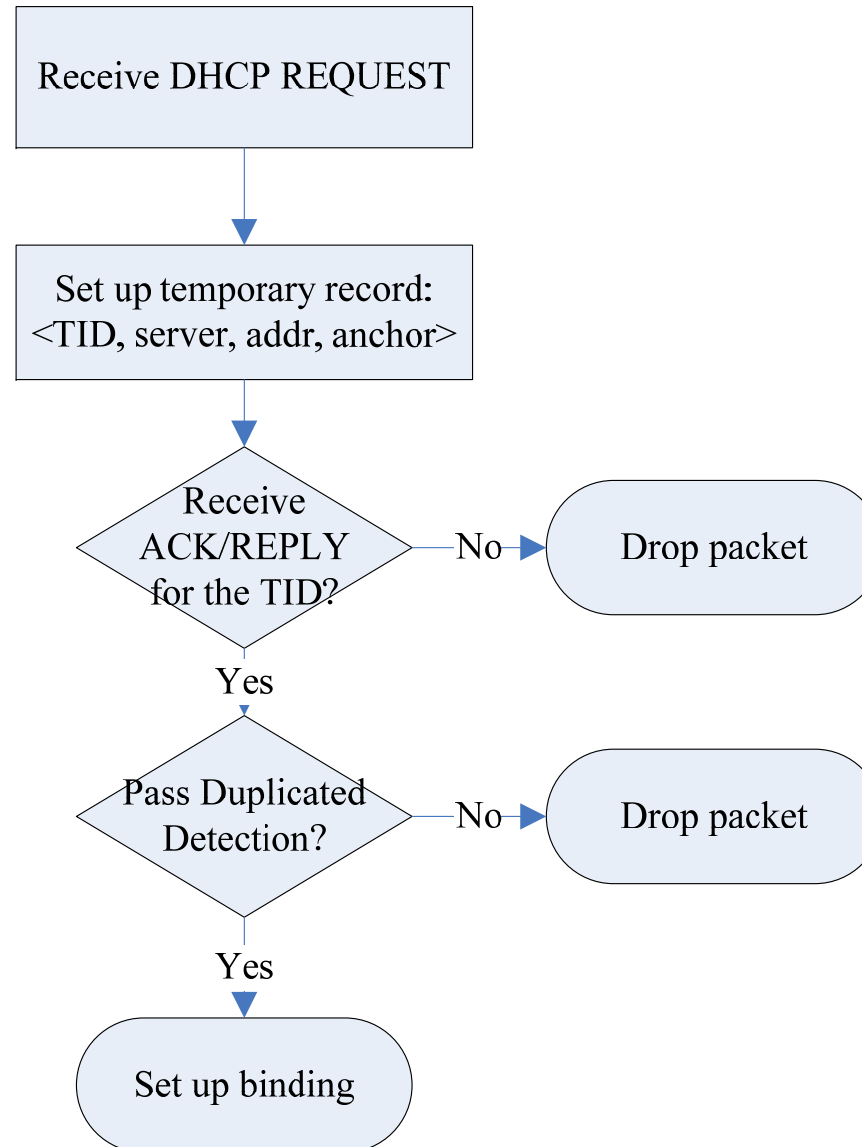 Receive DHCP REQUEST
Set up temporary record:
<TID, server, addr, anchor>
Receive
ACK/REPLY
for the TID?
No
Drop packet
Yes
Pass Duplicated
Detection?
No
Drop packet
Yes
Set up binding